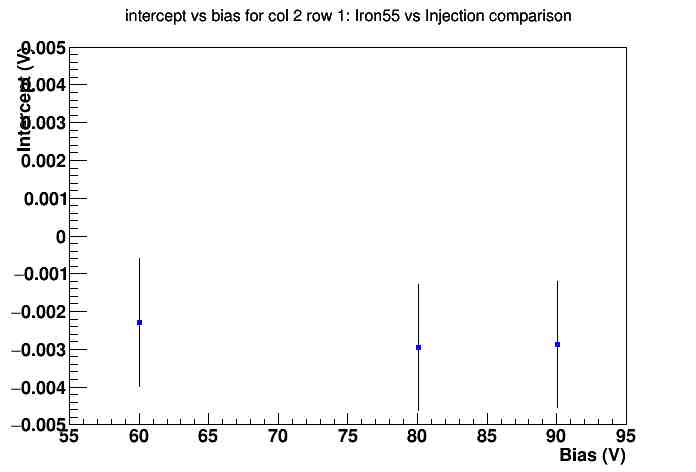 intercept vs bias for col 2 row 1: Iron55 vs Injection comparison
Intercept (V)
0.005
0.004
0.003
0.002
0.001
0
−0.001
−0.002
−0.003
−0.004
−0.005
55 60 65 70 75 80 85 90 95
Bias (V)